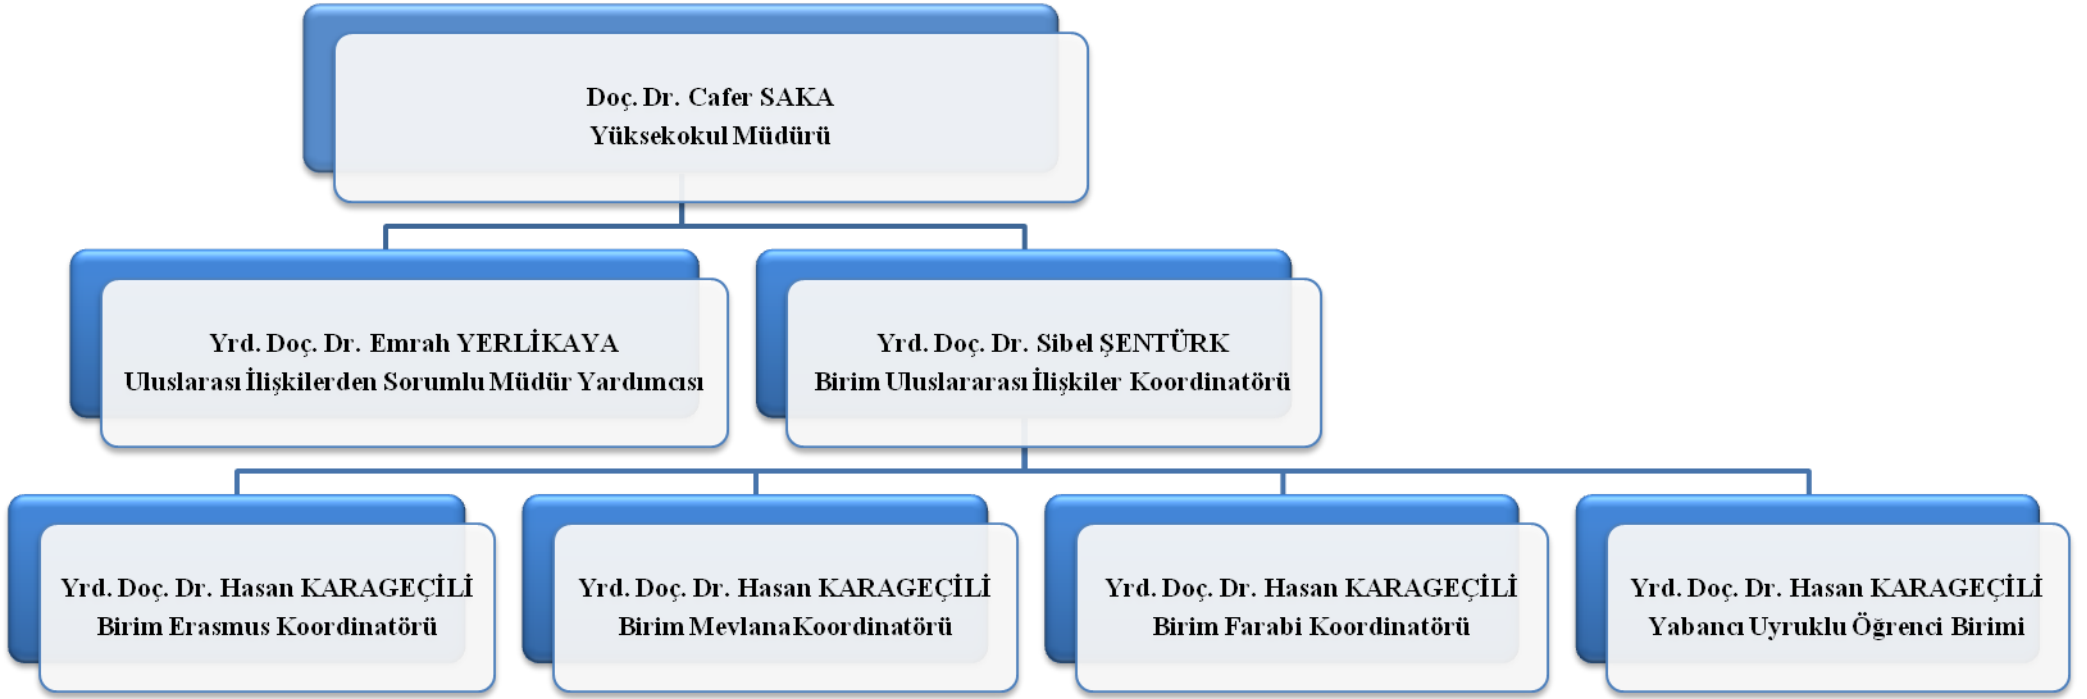 Doç. Dr. Cafer SAKA
Yüksekokul Müdürü
Yrd. Doç. Dr. Emrah YERLİKAYA
Uluslarası İlişkilerden Sorumlu Müdür Yardımcısı
Yrd. Doç. Dr. Sibel ŞENTÜRK
Birim Uluslararası İlişkiler Koordinatörü
Yrd. Doç. Dr. Hasan KARAGEÇİLİ
Birim Erasmus Koordinatörü
Yrd. Doç. Dr. Hasan KARAGEÇİLİ
Birim Mevlana Koordinatörü
Yrd. Doç. Dr. Hasan KARAGEÇİLİ
Birim Farabi Koordinatörü
Yrd. Doç. Dr. Hasan KARAGEÇİLİ
Yabancı Uyruklu Öğrenci Birimi